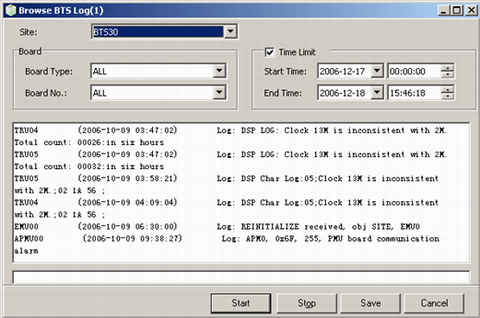 Browse BTS Log(1)
Site: BTS30
Board
Time Limit
Board Type: ALL
Start Time: 2006-12-17 00:00:00
Board No.: ALL
End Time: 2006-12-18 15:46:18
TRU04 (2006-10-09 03:47:02) Log: DSP LOG: Clock 13M is inconsistent with 2M.
Total count: 00026:in six hours
TRU05 (2006-10-09 03:47:02) Log: DSP LOG: Clock 13M is inconsistent with 2M.
Total count: 00032:in six hours
TRU05 (2006-10-09 03:58:21) Log: DSP Char Log:05;Clock 13M is inconsistent
with 2M.;02 1A 56 ;
TRU04 (2006-10-09 04:09:04) Log: DSP Char Log:05;Clock 13M is inconsistent
with 2M.;02 1A 56 ;
EMU00 (2006-10-09 06:30:00) Log: REINITIALIZE received, obj SITE, EMU0
APMU00 (2006-10-09 09:38:27) Log: APM0, 0x6F, 255, PMU board communication
alarm
Start Stop Save Cancel